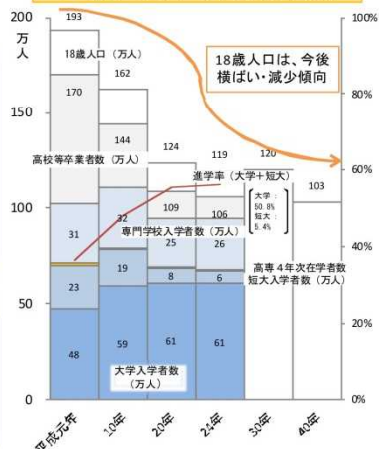 200
万
人
150
100
50
0
100%
80%
60%
40%
20%
0%
193
18歳人口（万人）
162
170
144
124
119
120
103
18歳人口は、今後
横ばい・減少傾向
高校等卒業者数（万人）
進学率（大学＋短大）
109
106
大学：
50.8%
短大：
5.4%
31
32
専門学校入学者数（万人）
25
26
23
19
8
6
高専４年次在学者数
短大入学者数（万人）
48
59
61
61
大学入学者数
（万人）
平成元年
10年
20年
24年
30年
40年